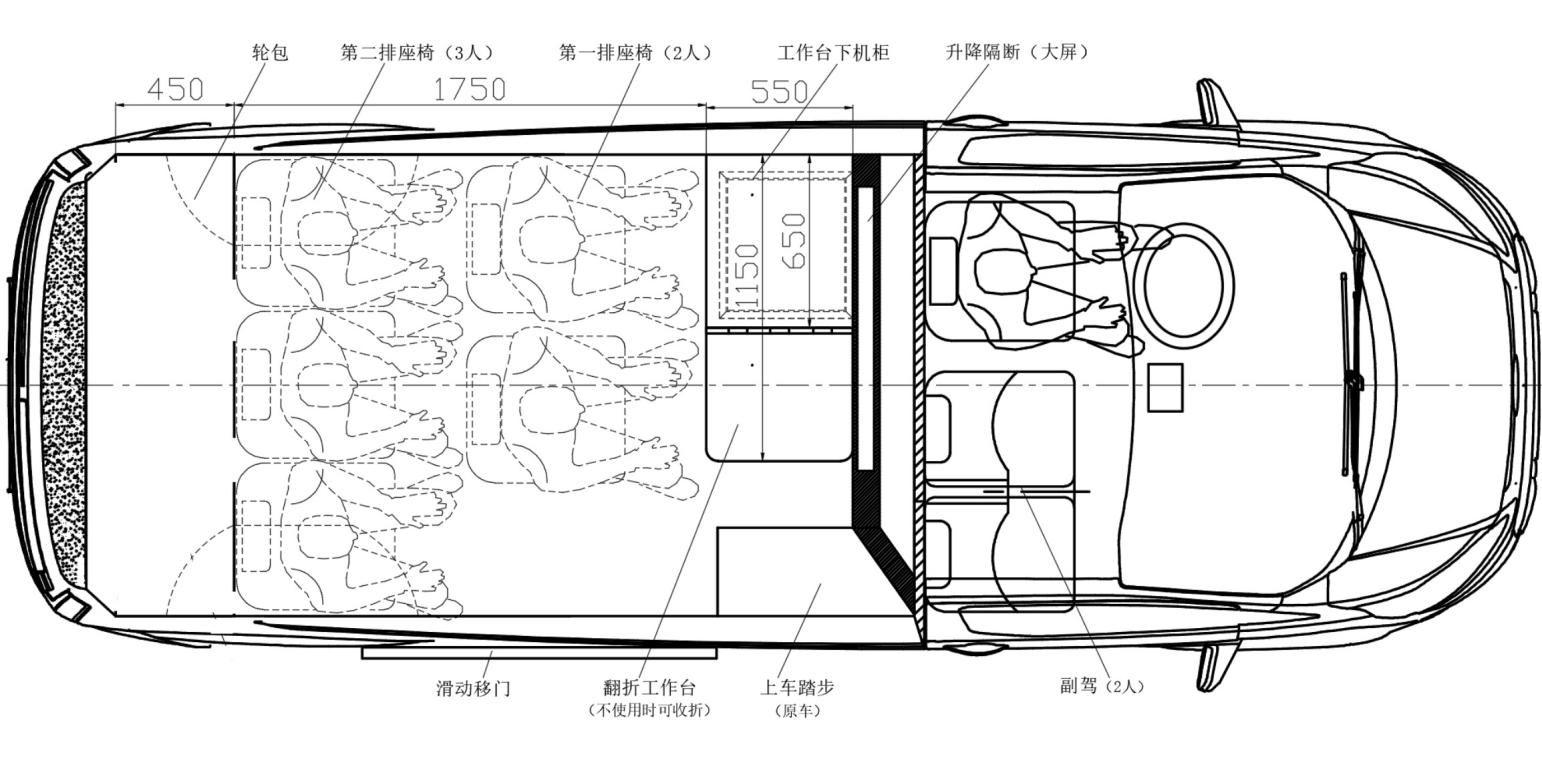 轮包
第二排座椅（3人）
第一排座椅（2人）
工作台下机柜
升降隔断（大屏）
450
1750
550
1150
650
滑动移门
翻折工作台
（不使用时可收折）
上车踏步
（原车）
副驾（2人）